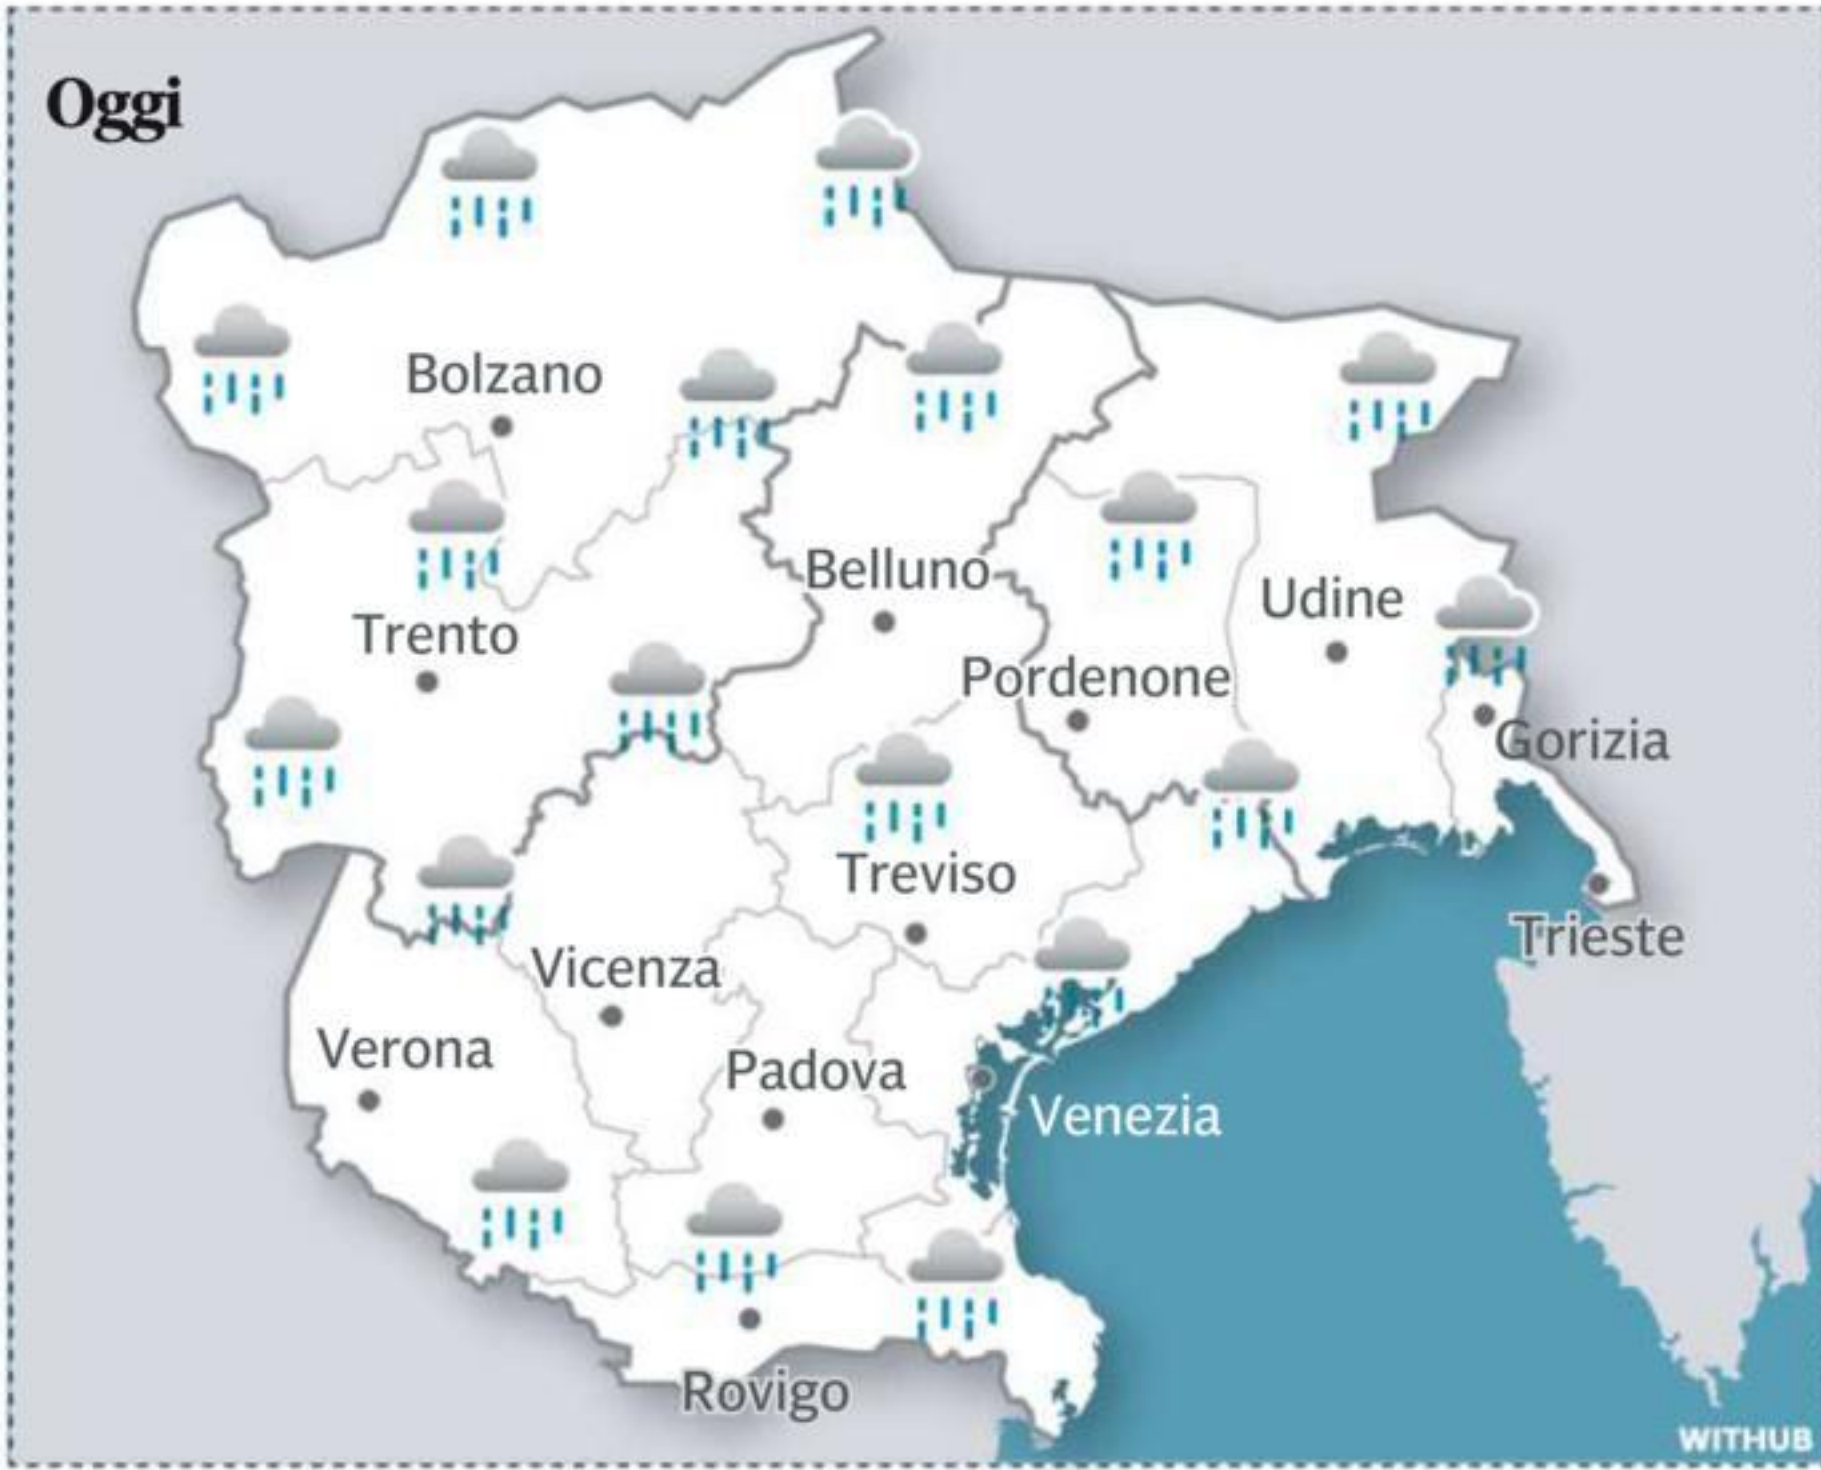 Oggi
Bolzano
Belluno
Udine
Trento
Pordenone
Gorizia
Treviso
Trieste
Vicenza
Verona
Padova
Venezia
Rovigo
WITHUB